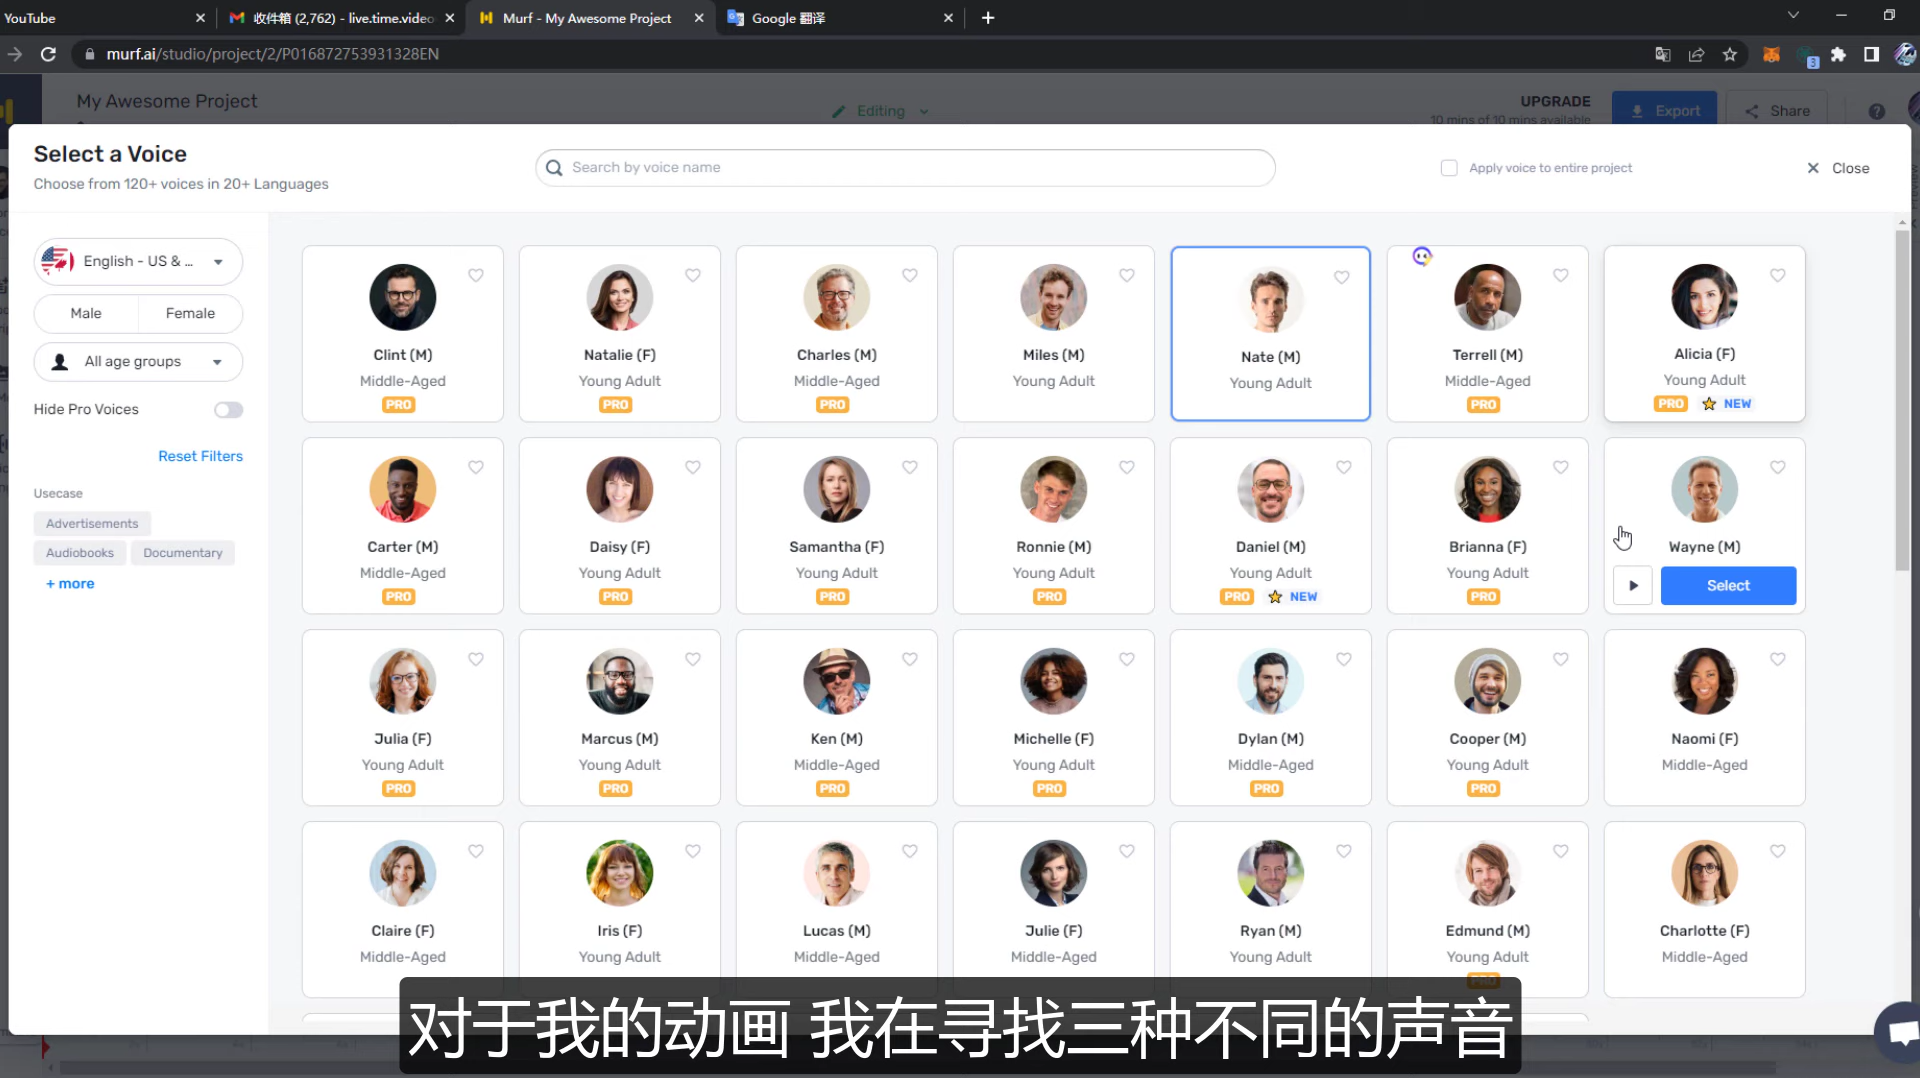 YouTube
收件箱 (2,762) - live.time.video
Murf - My Awesome Project
Google 翻译
murf.ai/studio/project/2/P016872753931328EN
My Awesome Project
Editing
UPGRADE
10 mins of 10 mins available
Export
Share
Select a Voice
Choose from 120+ voices in 20+ Languages
Search by voice name
Apply voice to entire project
Close
English - US & ...
Male
Female
All age groups
Hide Pro Voices
Reset Filters
Usecase
Advertisements
Audiobooks
Documentary
+ more
Clint (M)
Middle-Aged
PRO
Natalie (F)
Young Adult
PRO
Charles (M)
Middle-Aged
PRO
Miles (M)
Young Adult
Nate (M)
Young Adult
Terrell (M)
Middle-Aged
PRO
Alicia (F)
Young Adult
PRO NEW
Carter (M)
Middle-Aged
PRO
Daisy (F)
Young Adult
PRO
Samantha (F)
Young Adult
PRO
Ronnie (M)
Young Adult
PRO
Daniel (M)
Young Adult
PRO NEW
Brianna (F)
Young Adult
PRO
Wayne (M)
Select
Julia (F)
Young Adult
PRO
Marcus (M)
Young Adult
PRO
Ken (M)
Middle-Aged
PRO
Michelle (F)
Young Adult
PRO
Dylan (M)
Middle-Aged
PRO
Cooper (M)
Young Adult
PRO
Naomi (F)
Middle-Aged
Claire (F)
Middle-Aged
Iris (F)
Young Adult
Lucas (M)
Middle-Aged
Julie (F)
Middle-Aged
Ryan (M)
Young Adult
Edmund (M)
Young Adult
PRO
Charlotte (F)
Middle-Aged
对于我的动画 我在寻找三种不同的声音